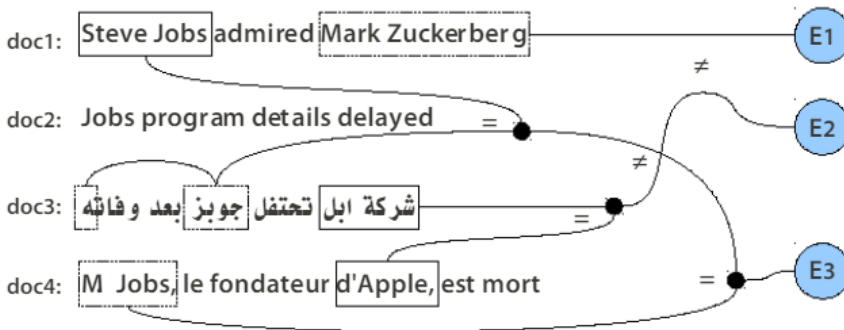 doc1: Steve Jobs admired Mark Zuckerberg E1
≠
doc2: Jobs program details delayed = E2
≠
doc3: شركة ابل تحتفل جوبز بعد وفاته =
doc4: M Jobs, le fondateur d'Apple, est mort = E3